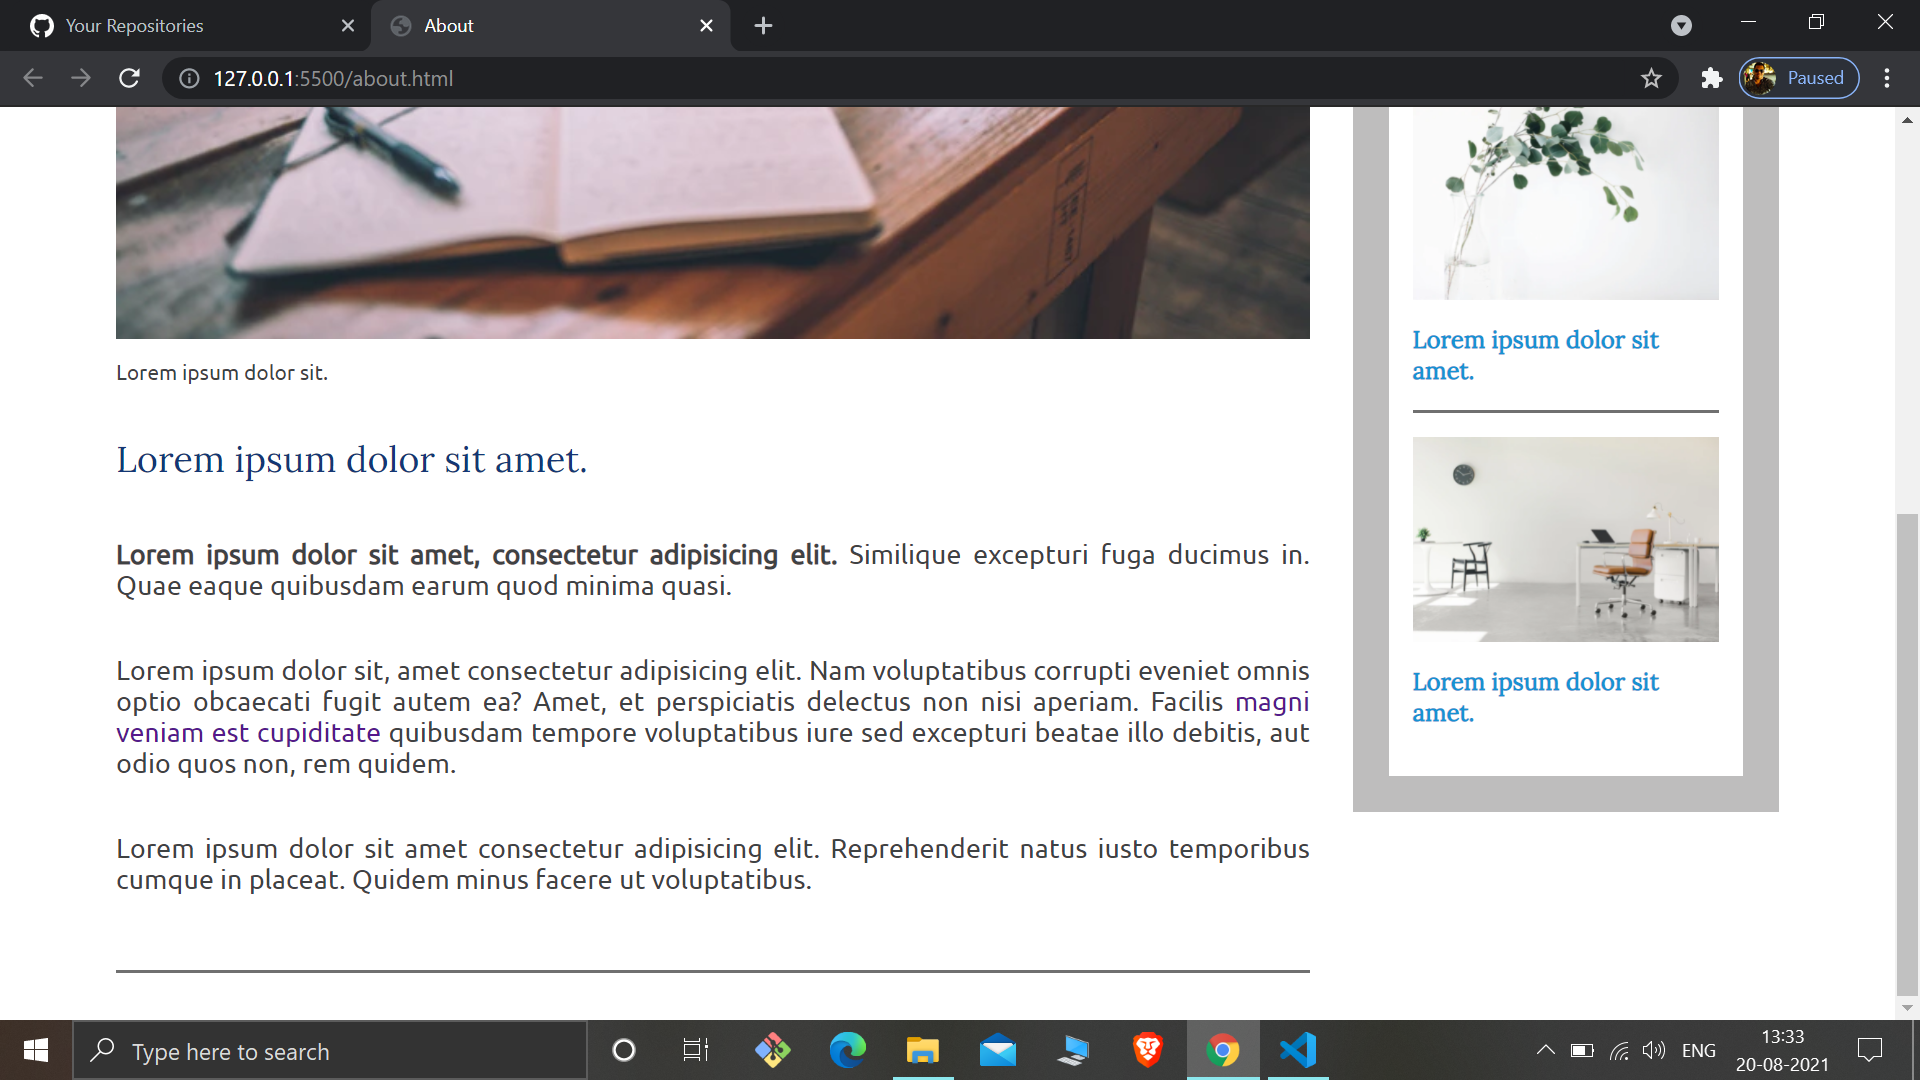 Your Repositories
About
127.0.0.1:5500/about.html
Paused
Lorem ipsum dolor sit.
Lorem ipsum dolor sit amet.
Lorem ipsum dolor sit amet, consectetur adipisicing elit. Similique excepturi fuga ducimus in.
Quae eaque quibusdam earum quod minima quasi.
Lorem ipsum dolor sit, amet consectetur adipisicing elit. Nam voluptatibus corrupti eveniet omnis
optio obcaecati fugit autem ea? Amet, et perspiciatis delectus non nisi aperiam. Facilis magni
veniam est cupiditate quibusdam tempore voluptatibus iure sed excepturi beatae illo debitis, aut
odio quos non, rem quidem.
Lorem ipsum dolor sit amet consectetur adipisicing elit. Reprehenderit natus iusto temporibus
cumque in placeat. Quidem minus facere ut voluptatibus.
Lorem ipsum dolor sit
amet.
Lorem ipsum dolor sit
amet.
Type here to search
ENG
13:33
20-08-2021